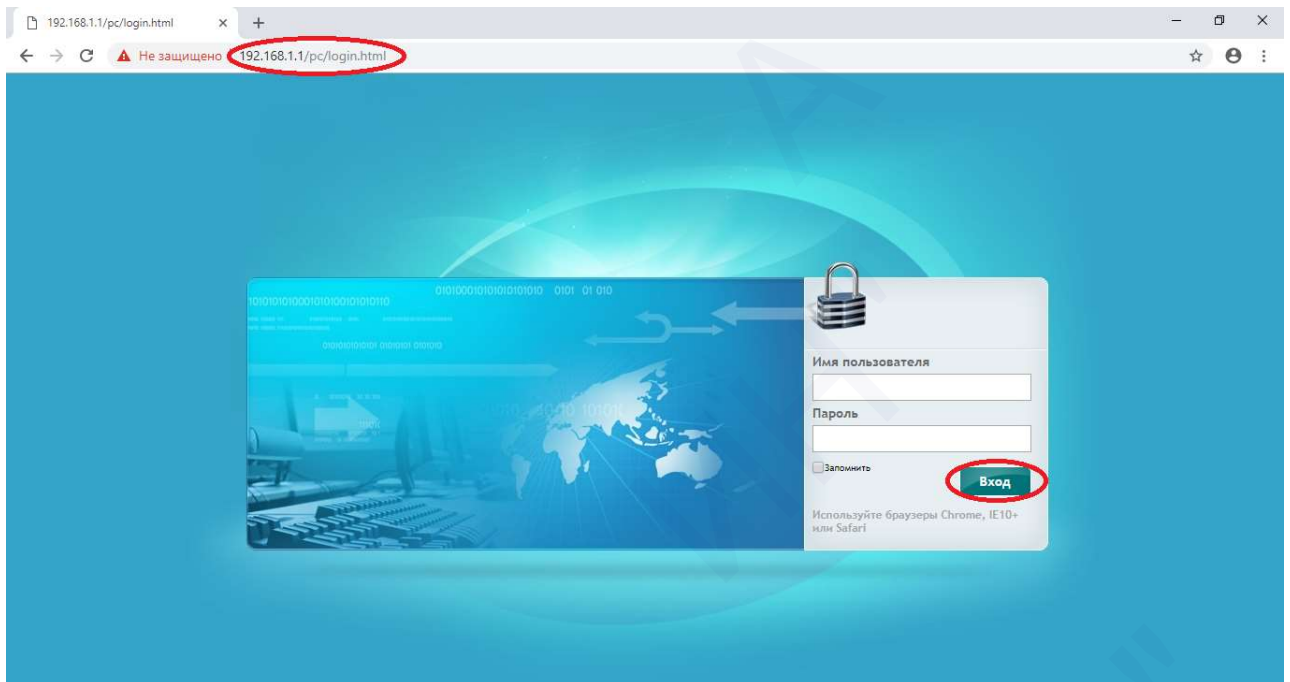 192.168.1.1/pc/login.html
Не защищено 192.168.1.1/pc/login.html
0101000101010101010 0101 01 010
Имя пользователя
Пароль
Запомнить
Вход
Используйте браузеры Chrome, IE10+
или Safari